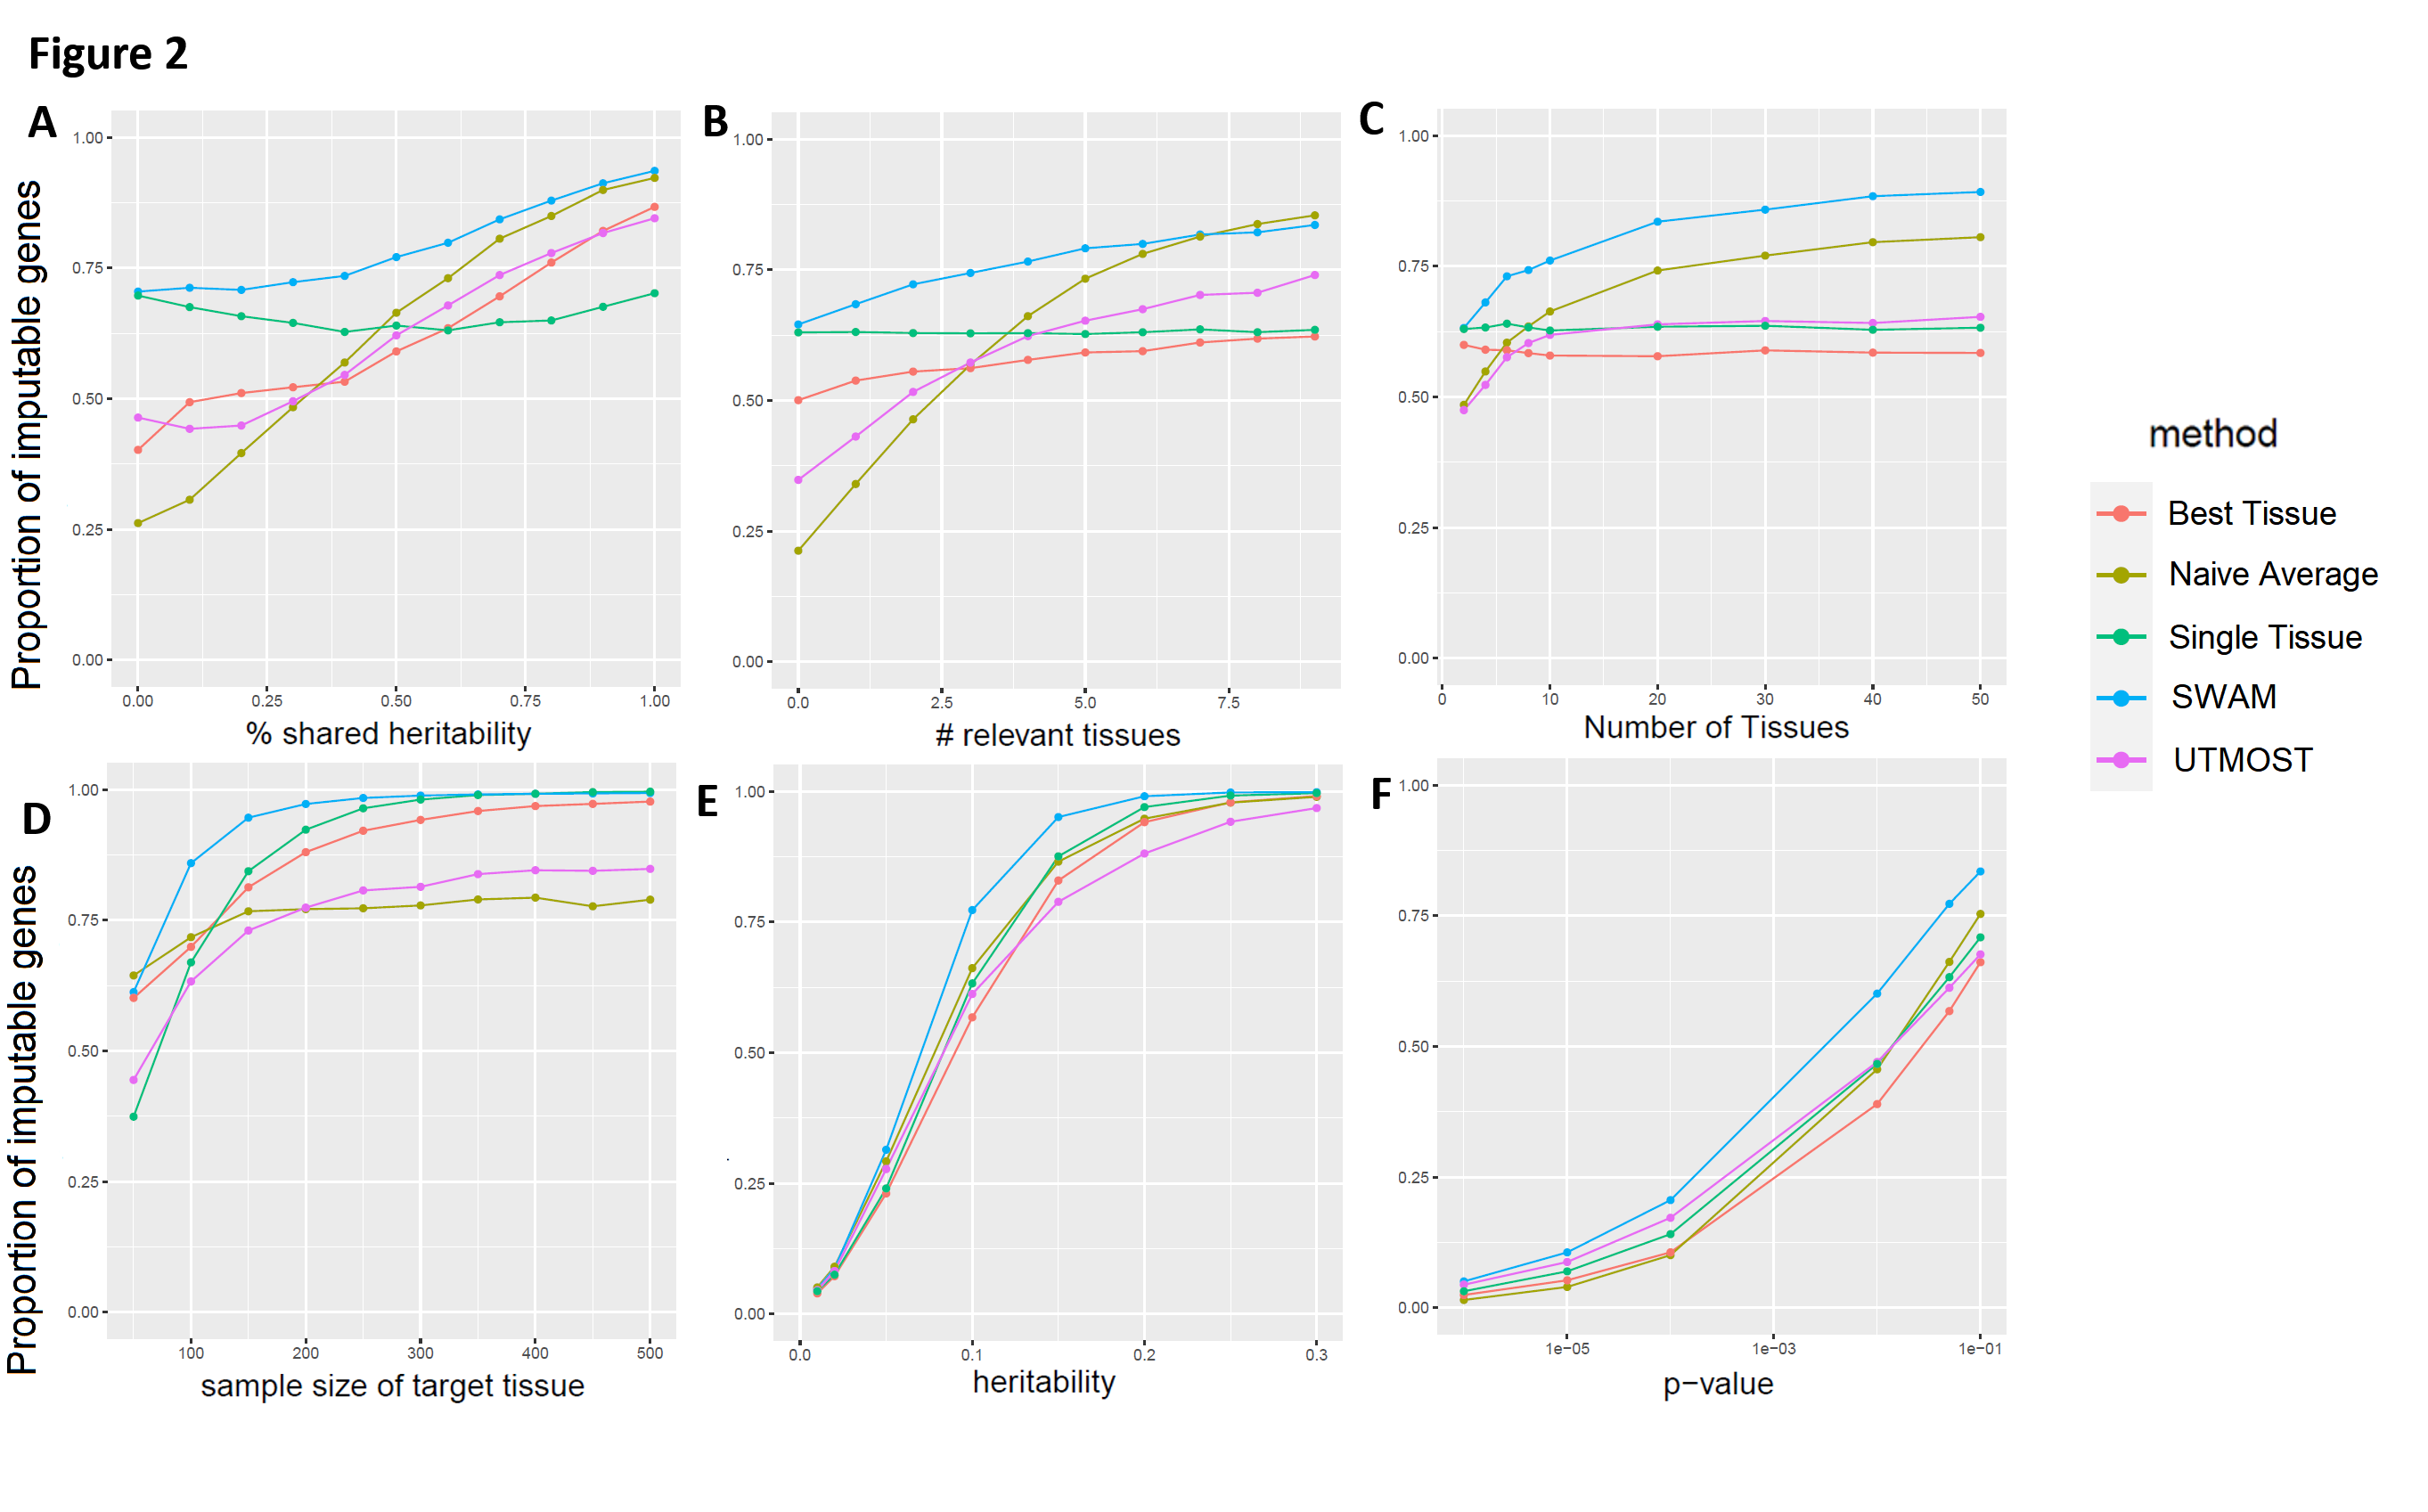 Figure 2
A
B
C
Proportion of imputable genes
1.00
0.75
0.50
0.25
0.00
0.00 0.25 0.50 0.75 1.00
% shared heritability
1.00
0.75
0.50
0.25
0.00
0.0 2.5 5.0 7.5
# relevant tissues
1.00
0.75
0.50
0.25
0.00
0 10 20 30 40 50
Number of Tissues
method
Best Tissue
Naive Average
Single Tissue
SWAM
UTMOST
D
E
F
Proportion of imputable genes
1.00
0.75
0.50
0.25
0.00
100 200 300 400 500
sample size of target tissue
1.00
0.75
0.50
0.25
0.00
0.0 0.1 0.2 0.3
heritability
1.00
0.75
0.50
0.25
0.00
1e−05 1e−03 1e−01
p−value